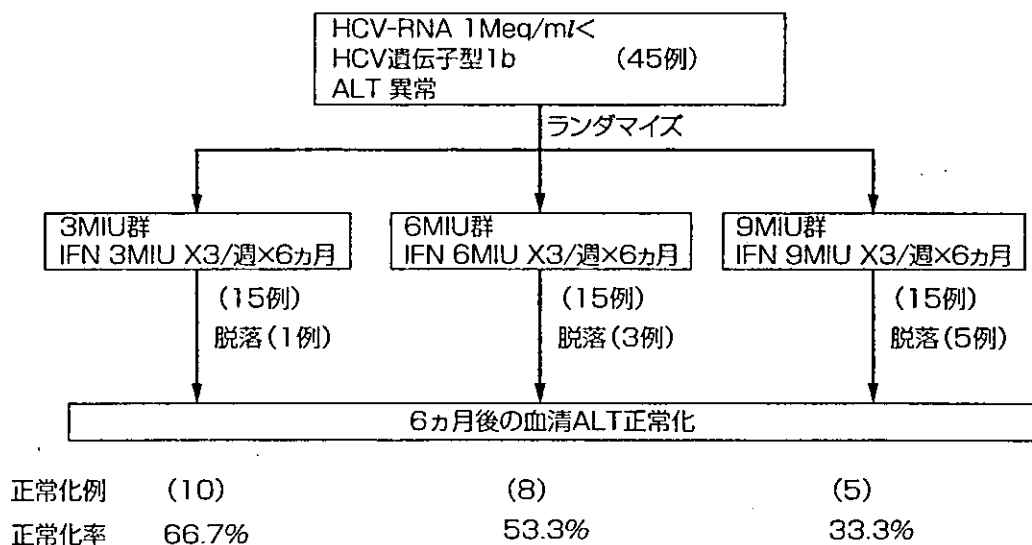 HCV-RNA 1Meq/ml<
HCV遺伝子型1b (45例)
ALT 異常
ランダマイズ
3MIU群
IFN 3MIU X3/週×6ヵ月
6MIU群
IFN 6MIU X3/週×6ヵ月
9MIU群
IFN 9MIU X3/週×6ヵ月
(15例)
脱落(1例)
(15例)
脱落(3例)
(15例)
脱落(5例)
6ヵ月後の血清ALT正常化
正常化例 (10) (8) (5)
正常化率 66.7% 53.3% 33.3%